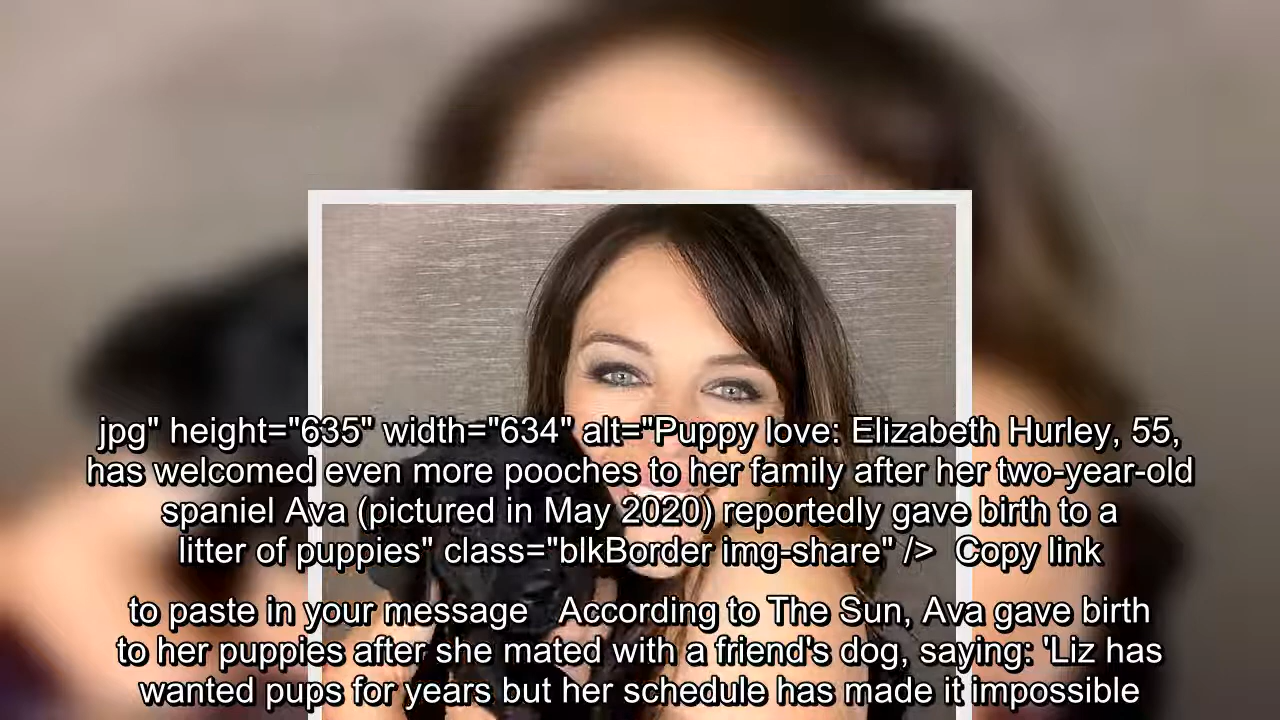 jpg" height="635" width="634" alt="Puppy love: Elizabeth Hurley, 55,
has welcomed even more pooches to her family after her two-year-old
spaniel Ava (pictured in May 2020) reportedly gave birth to a
litter of puppies" class="blkBorder img-share" />  Copy link
to paste in your message   According to The Sun, Ava gave birth
to her puppies after she mated with a friend's dog, saying: 'Liz has
wanted pups for years but her schedule has made it impossible